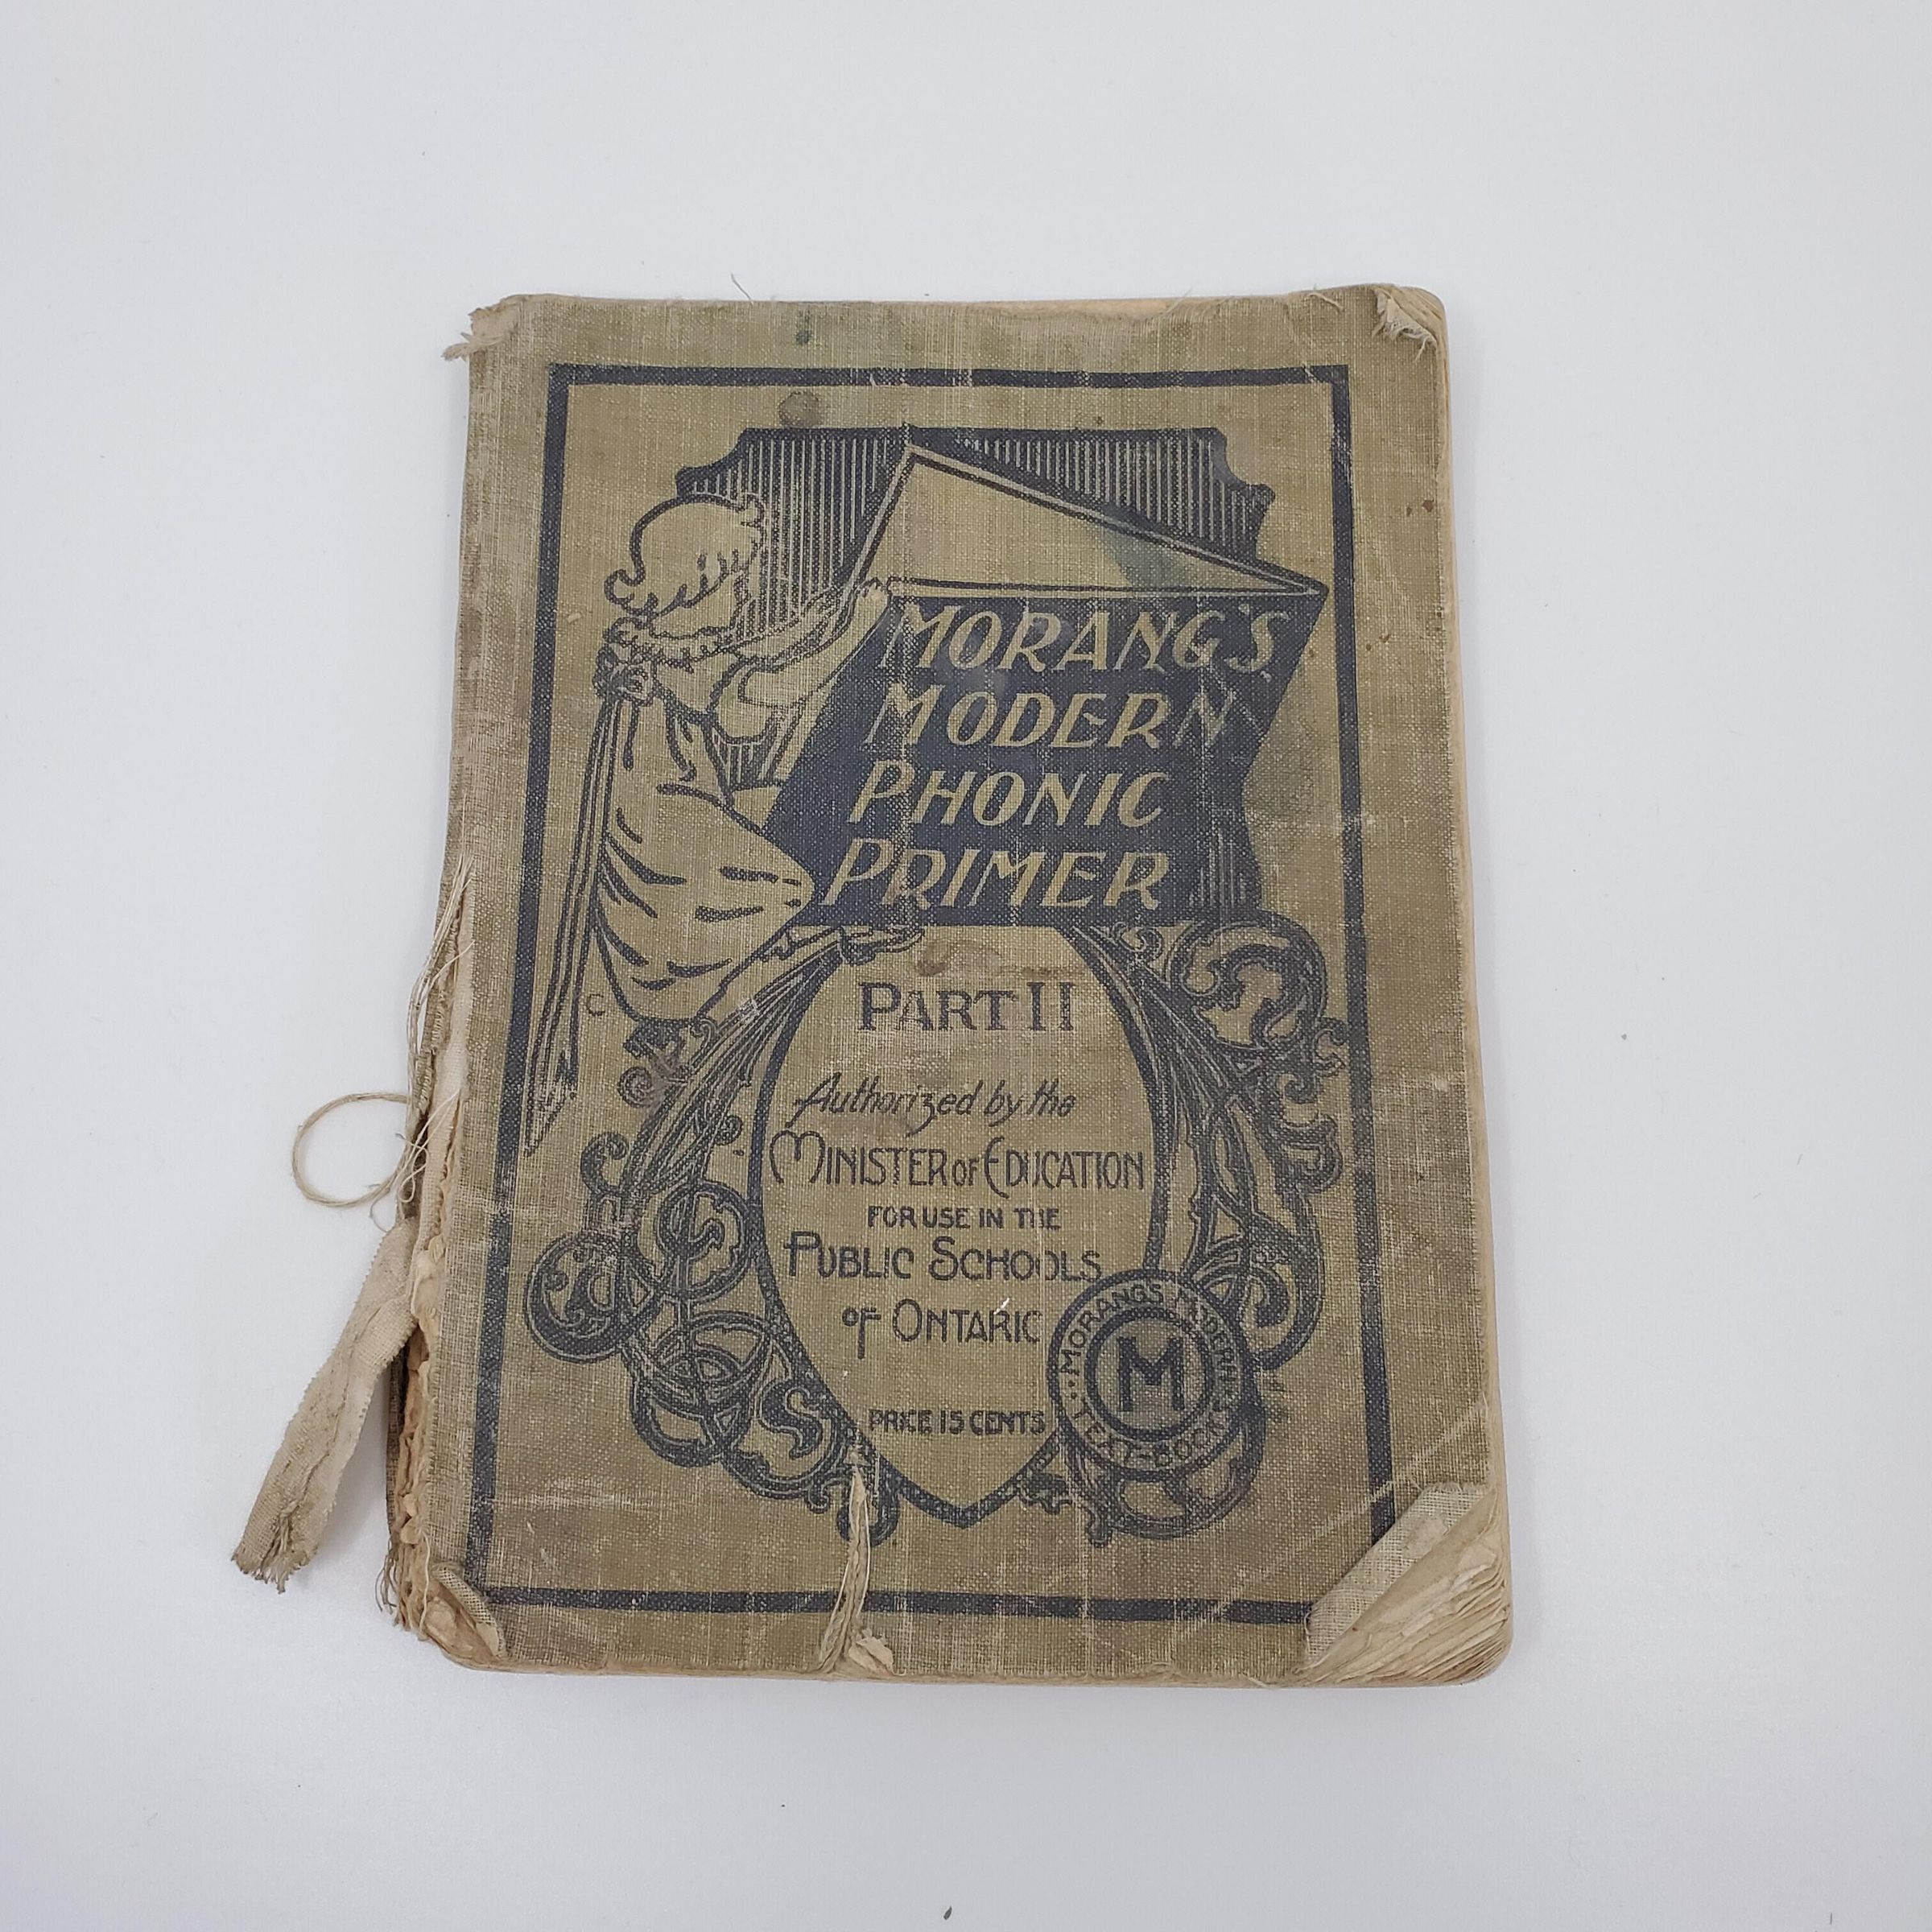 MORANG'S
MODERN
PHONIC
PRIMER
PART II
Authorized by the
MINISTER OF EDUCATION
FOR USE IN THE
PUBLIC SCHOOLS
OF ONTARIO
PRICE 15 CENTS
MORANG'S MODERN
TEXT-BOOKS
M